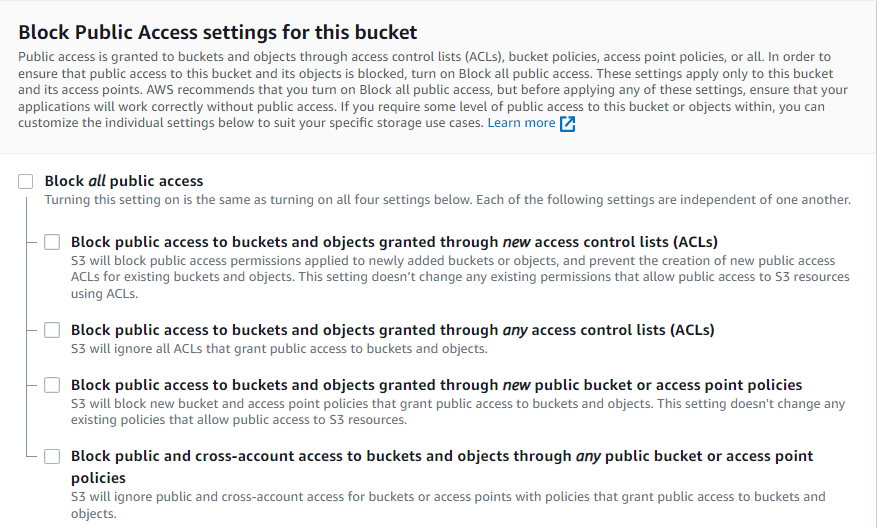 Block Public Access settings for this bucket
Public access is granted to buckets and objects through access control lists (ACLs), bucket policies, access point policies, or all. In order to
ensure that public access to this bucket and its objects is blocked, turn on Block all public access. These settings apply only to this bucket
and its access points. AWS recommends that you turn on Block all public access, but before applying any of these settings, ensure that your
applications will work correctly without public access. If you require some level of public access to this bucket or objects within, you can
customize the individual settings below to suit your specific storage use cases. Learn more
Block all public access
Turning this setting on is the same as turning on all four settings below. Each of the following settings are independent of one another.
Block public access to buckets and objects granted through new access control lists (ACLs)
S3 will block public access permissions applied to newly added buckets or objects, and prevent the creation of new public access
ACLs for existing buckets and objects. This setting doesn't change any existing permissions that allow public access to S3 resources
using ACLs.
Block public access to buckets and objects granted through any access control lists (ACLs)
S3 will ignore all ACLs that grant public access to buckets and objects.
Block public access to buckets and objects granted through new public bucket or access point policies
S3 will block new bucket and access point policies that grant public access to buckets and objects. This setting doesn't change any
existing policies that allow public access to S3 resources.
Block public and cross-account access to buckets and objects through any public bucket or access point
policies
S3 will ignore public and cross-account access for buckets or access points with policies that grant public access to buckets and
objects.